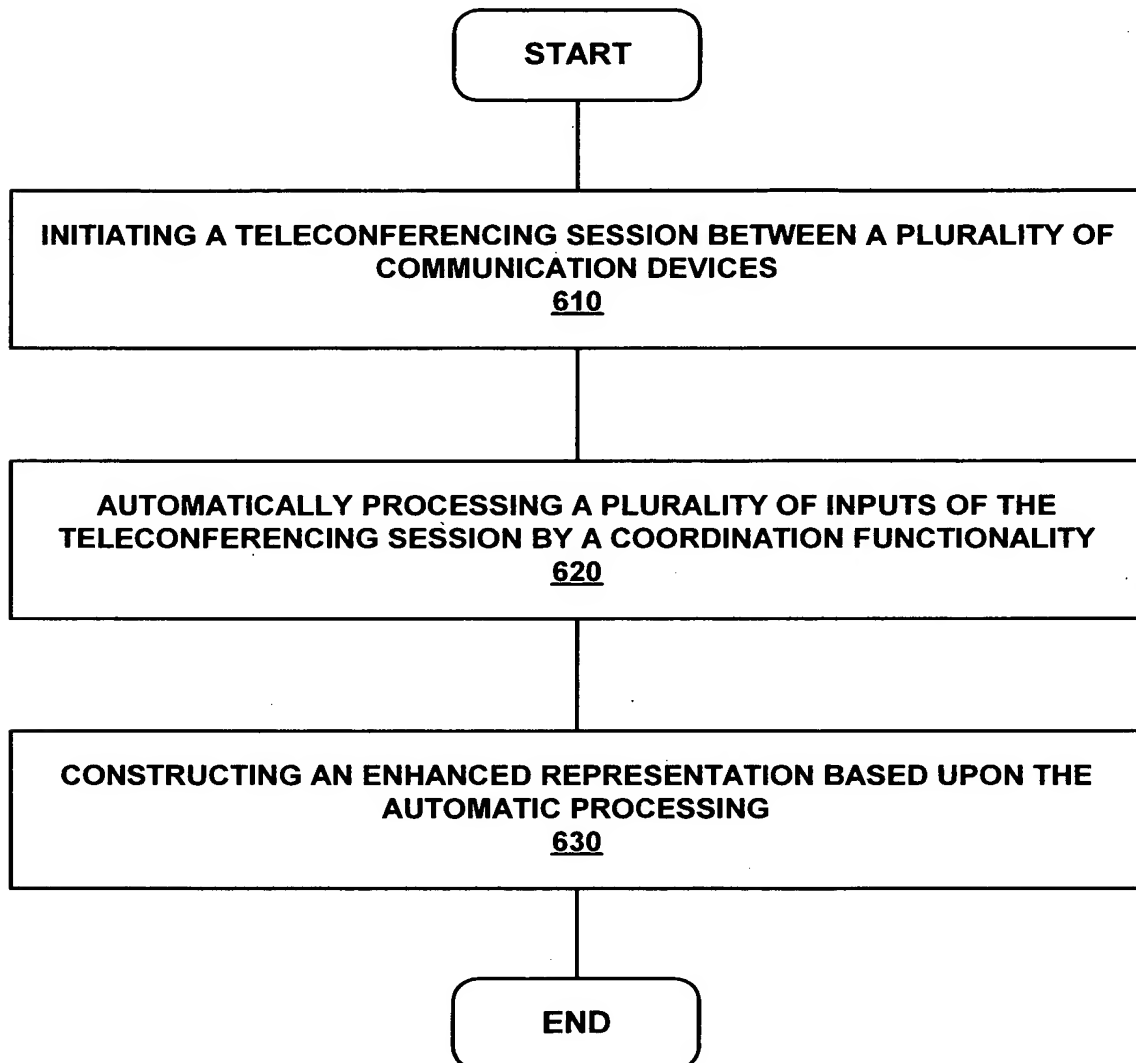 START
INITIATING A TELECONFERENCING SESSION BETWEEN A PLURALITY OF
COMMUNICATION DEVICES
610
AUTOMATICALLY PROCESSING A PLURALITY OF INPUTS OF THE
TELECONFERENCING SESSION BY A COORDINATION FUNCTIONALITY
620
CONSTRUCTING AN ENHANCED REPRESENTATION BASED UPON THE
AUTOMATIC PROCESSING
630
END